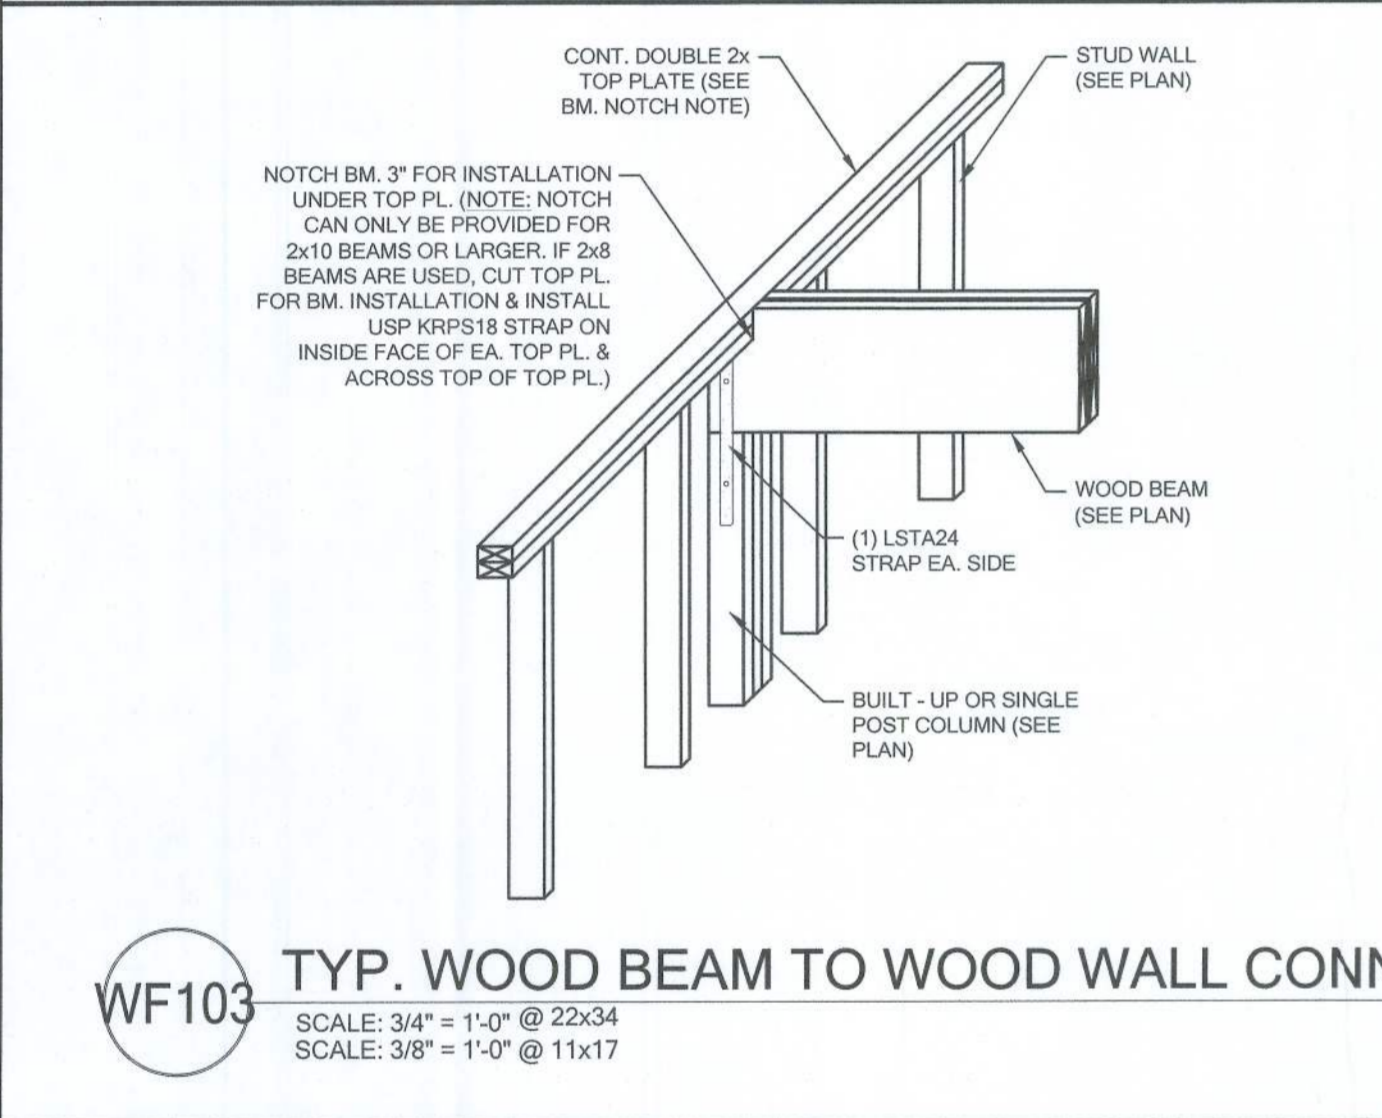 CONT. DOUBLE 2x
TOP PLATE (SEE
BM. NOTCH NOTE)
STUD WALL
(SEE PLAN)
NOTCH BM. 3" FOR INSTALLATION
UNDER TOP PL. (NOTE: NOTCH
CAN ONLY BE PROVIDED FOR
2x10 BEAMS OR LARGER. IF 2x8
BEAMS ARE USED, CUT TOP PL.
FOR BM. INSTALLATION & INSTALL
USP KRPS18 STRAP ON
INSIDE FACE OF EA. TOP PL. &
ACROSS TOP OF TOP PL.)
WOOD BEAM
(SEE PLAN)
(1) LSTA24
STRAP EA. SIDE
BUILT - UP OR SINGLE
POST COLUMN (SEE
PLAN)
WF103
TYP. WOOD BEAM TO WOOD WALL CONN
SCALE: 3/4" = 1'-0" @ 22x34
SCALE: 3/8" = 1'-0" @ 11x17